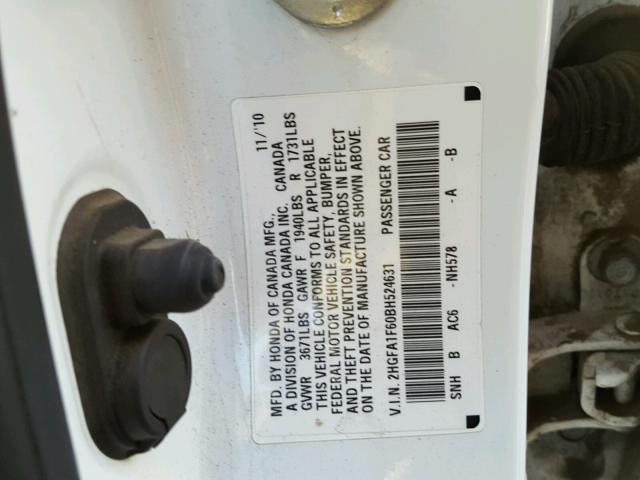 MFD. BY HONDA OF CANADA MFG., 11/'10
A DIVISION OF HONDA CANADA INC. CANADA
GVWR 3671LBS GAWR F 1940LBS R 1731LBS
THIS VEHICLE CONFORMS TO ALL APPLICABLE
FEDERAL MOTOR VEHICLE SAFETY, BUMPER,
AND THEFT PREVENTION STANDARDS IN EFFECT
ON THE DATE OF MANUFACTURE SHOWN ABOVE.
V.I.N. 2HGFA1F60BH524631 PASSENGER CAR
SNH B AC6 -NH578 -A -B